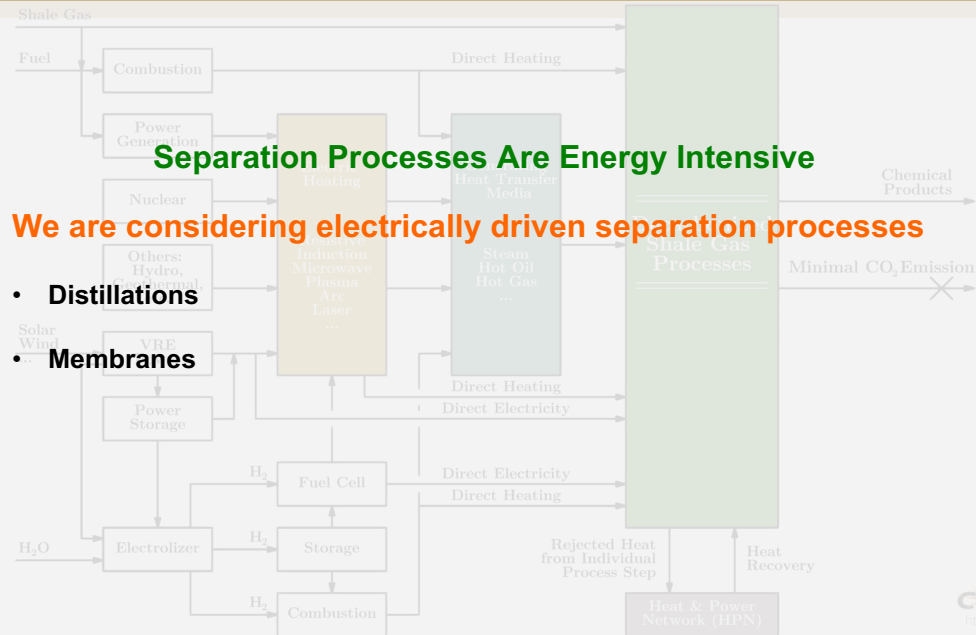 Shale Gas
Fuel
Combustion
Direct Heating
Power
Generation
Separation Processes Are Energy Intensive
Heating
Heat Transfer
Media
Chemical
Products
Nuclear
We are considering electrically driven separation processes
Resistive
Induction
Microwave
Plasma
Arc
Laser
...
Steam
Hot Oil
Hot Gas
...
Shale Gas
Processes
Others:
Hydro,
Geothermal,
Minimal CO₂Emission
• Distillations
Solar
Wind
...
VRE
• Membranes
Direct Heating
Direct Electricity
Power
Storage
H₂
Fuel Cell
Direct Electricity
Direct Heating
H₂O
Electrolizer
H₂
Storage
Rejected Heat
from Individual
Process Step
Heat
Recovery
H₂
Combustion
Heat & Power
Network (HPN)